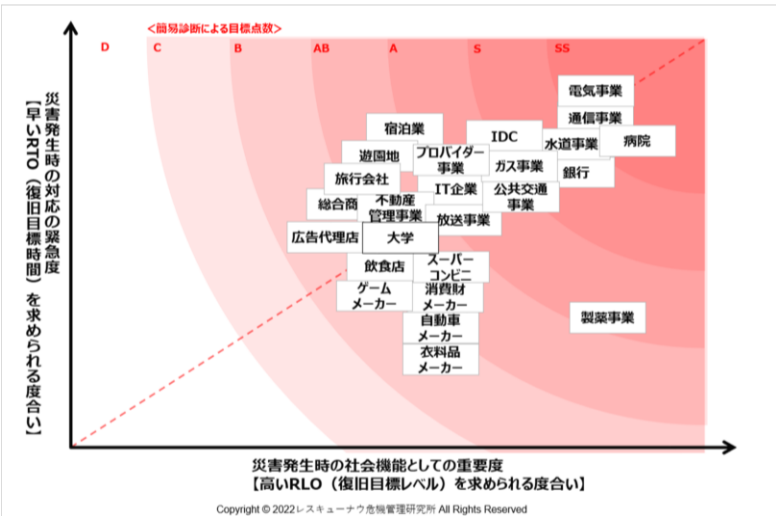 <簡易診断による目標点数>
D
C
B
AB
A
S
SS
電気事業
通信事業
宿泊業
IDC
水道事業
病院
遊園地
プロバイダー
事業
ガス事業
銀行
旅行会社
IT企業
公共交通
事業
総合商
不動産
管理事業
放送事業
広告代理店
大学
飲食店
スーパー
コンビニ
ゲーム
メーカー
消費財
メーカー
自動車
メーカー
製薬事業
衣料品
メーカー
災害発生時の対応の緊急度
【早いRTO（復旧目標時間）を求められる度合い】
災害発生時の社会機能としての重要度
【高いRLO（復旧目標レベル）を求められる度合い】
Copyright © 2022レスキューナウ危機管理研究所 All Rights Reserved